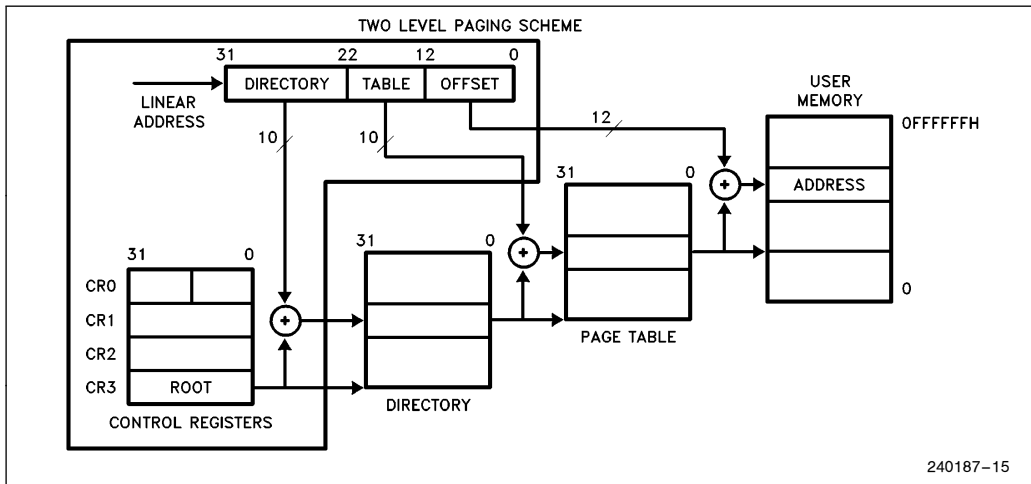 TWO LEVEL PAGING SCHEME
31 22 12 0
DIRECTORY TABLE OFFSET
LINEAR
ADDRESS
10
10
12
USER
MEMORY
0FFFFFFH
ADDRESS
0
31 0
PAGE TABLE
31 0
DIRECTORY
31 0
CR0
CR1
CR2
CR3 ROOT
CONTROL REGISTERS
240187-15